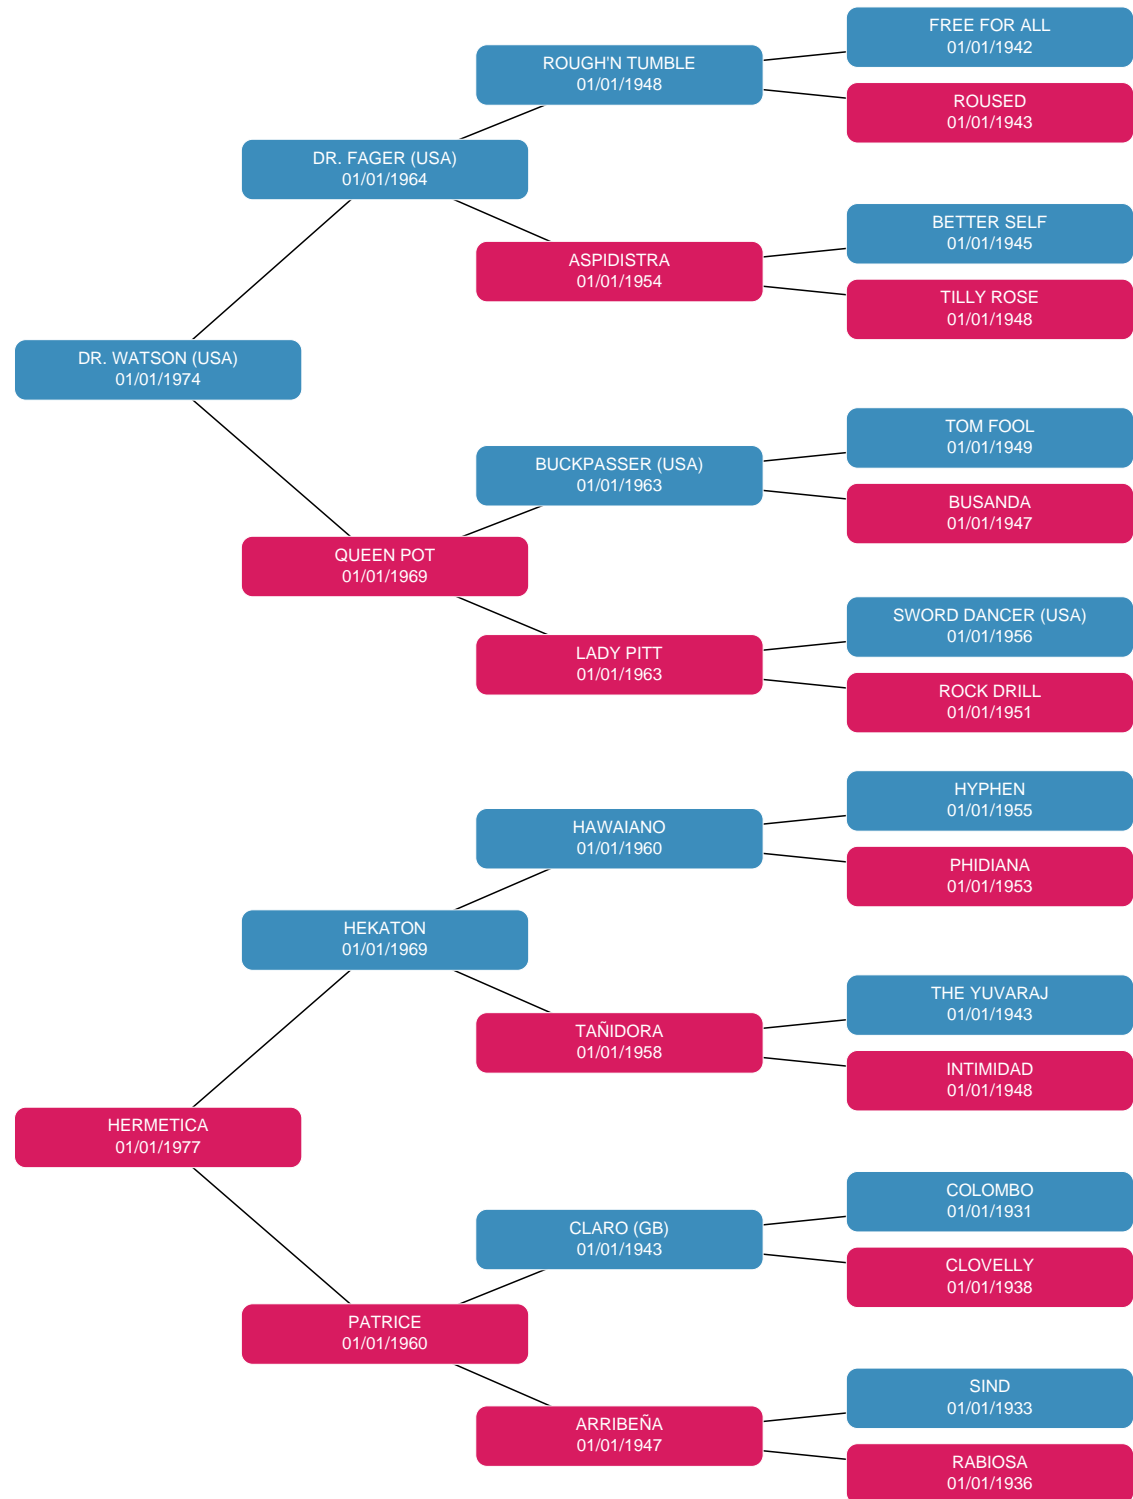 FREE FOR ALL
01/01/1942
ROUGH'N TUMBLE
01/01/1948
ROUSED
01/01/1943
DR. FAGER (USA)
01/01/1964
BETTER SELF
01/01/1945
ASPIDISTRA
01/01/1954
TILLY ROSE
01/01/1948
DR. WATSON (USA)
01/01/1974
TOM FOOL
01/01/1949
BUCKPASSER (USA)
01/01/1963
BUSANDA
01/01/1947
QUEEN POT
01/01/1969
SWORD DANCER (USA)
01/01/1956
LADY PITT
01/01/1963
ROCK DRILL
01/01/1951
HYPHEN
01/01/1955
HAWAIANO
01/01/1960
PHIDIANA
01/01/1953
HEKATON
01/01/1969
THE YUVARAJ
01/01/1943
TAÑIDORA
01/01/1958
INTIMIDAD
01/01/1948
HERMETICA
01/01/1977
COLOMBO
01/01/1931
CLARO (GB)
01/01/1943
CLOVELLY
01/01/1938
PATRICE
01/01/1960
SIND
01/01/1933
ARRIBEÑA
01/01/1947
RABIOSA
01/01/1936